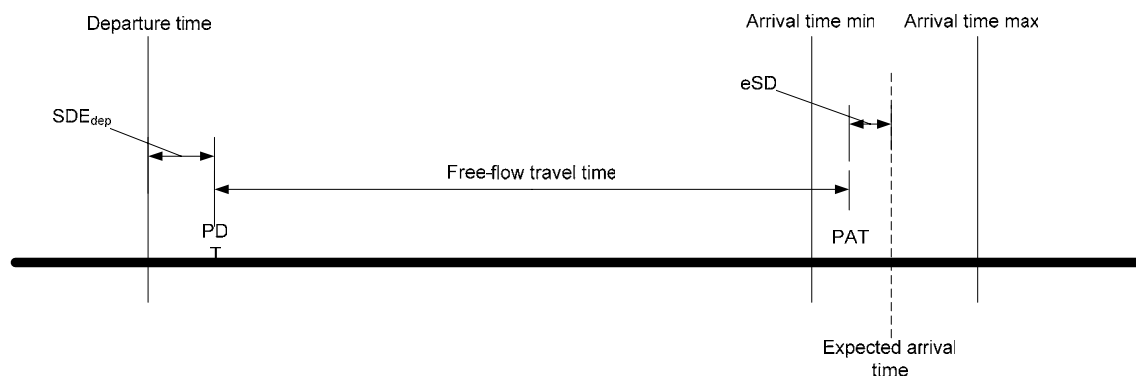 Departure time
Arrival time min
Arrival time max
eSD
SDEdep
Free-flow travel time
PD
T
PAT
Expected arrival
time